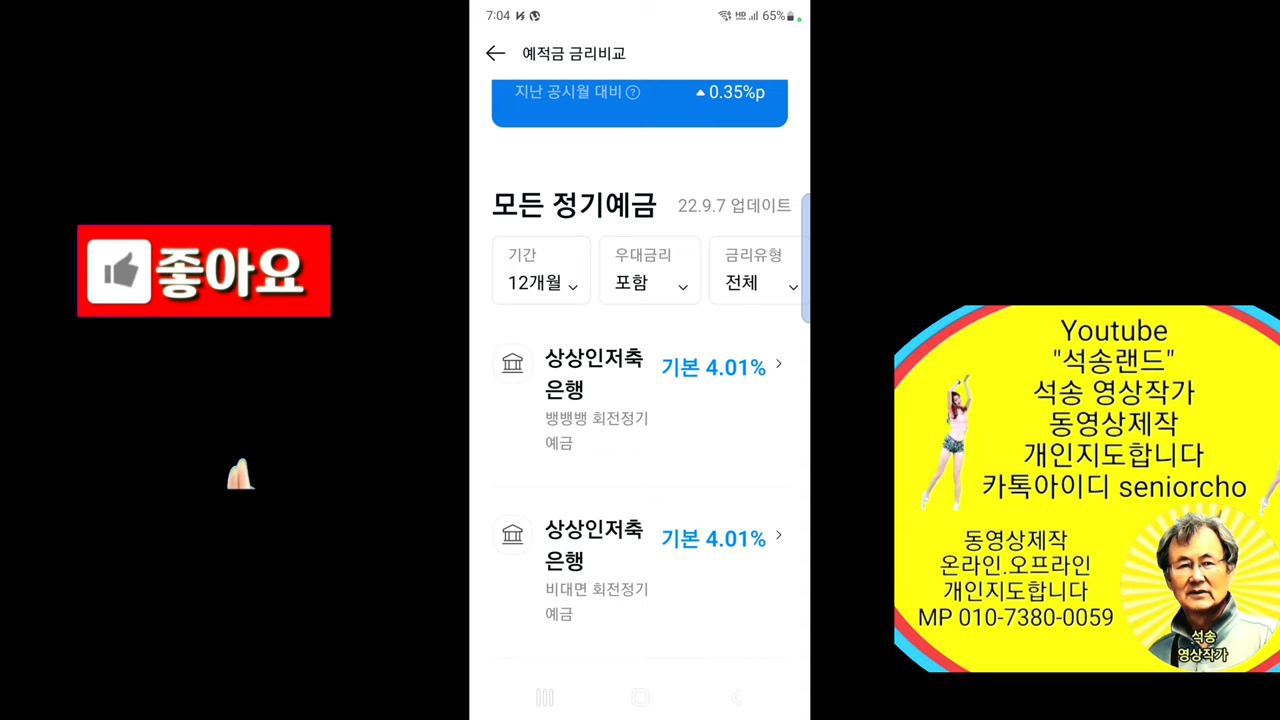 7:04
HD
65%
예적금 금리비교
지난 공시월 대비 ?
▲ 0.35%p
모든 정기예금
22.9.7 업데이트
기간
12개월
우대금리
포함
금리유형
전체
상상인저축
은행
기본 4.01%
뱅뱅뱅 회전정기
예금
상상인저축
은행
기본 4.01%
비대면 회전정기
예금
좋아요
Youtube
"석송랜드"
석송 영상작가
동영상제작
개인지도합니다
카톡아이디 seniorcho
동영상제작
온라인.오프라인
개인지도합니다
MP 010-7380-0059
석송
영상작가